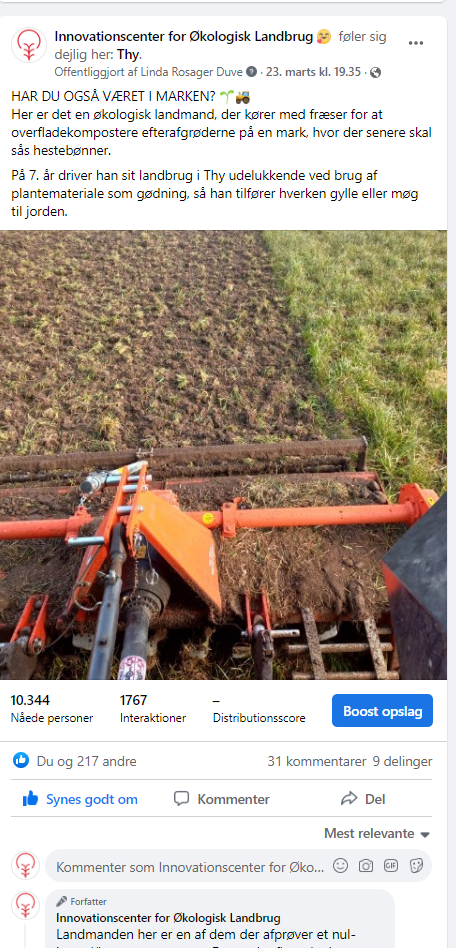 Innovationscenter for Økologisk Landbrug 🥰 føler sig
dejlig her: Thy.
Offentliggjort af Linda Rosager Duve · 23. marts kl. 19.35 ·
HAR DU OGSÅ VÆRET I MARKEN? 🌱🚜
Her er det en økologisk landmand, der kører med fræser for at
overfladekompostere efterafgrøderne på en mark, hvor der senere skal
sås hestebønner.
På 7. år driver han sit landbrug i Thy udelukkende ved brug af
plantemateriale som gødning, så han tilfører hverken gylle eller møg
til jorden.
10.344 1767 –
Nåede personer Interaktioner Distributionsscore
Boost opslag
Du og 217 andre 31 kommentarer 9 delinger
Synes godt om Kommenter Del
Mest relevante
Kommenter som Innovationscenter for Øko...
GIF
Forfatter
Innovationscenter for Økologisk Landbrug
Landmanden her er en af dem der afprøver et nul-